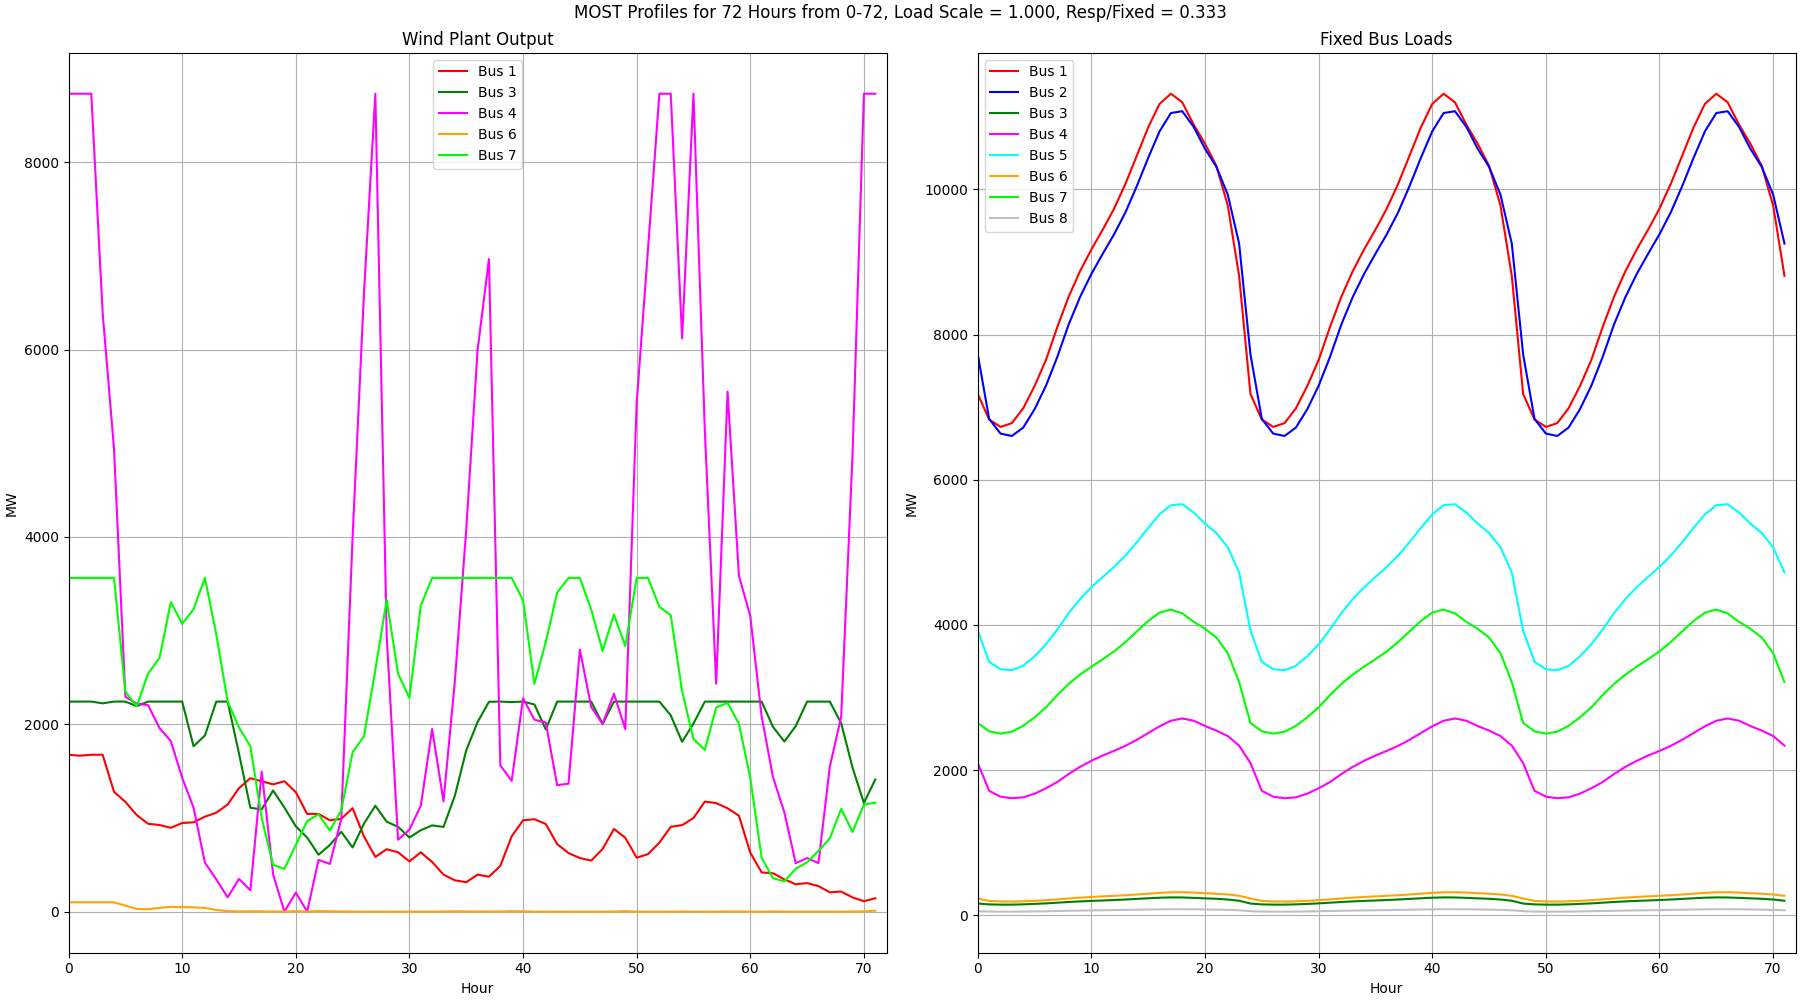 MOST Profiles for 72 Hours from 0-72, Load Scale = 1.000, Resp/Fixed = 0.333
Wind Plant Output
Bus 1
Bus 3
Bus 4
Bus 6
Bus 7
8000
6000
4000
2000
0
MW
0 10 20 30 40 50 60 70
Hour
Fixed Bus Loads
Bus 1
Bus 2
Bus 3
Bus 4
Bus 5
Bus 6
Bus 7
Bus 8
10000
8000
6000
4000
2000
0
MW
0 10 20 30 40 50 60 70
Hour